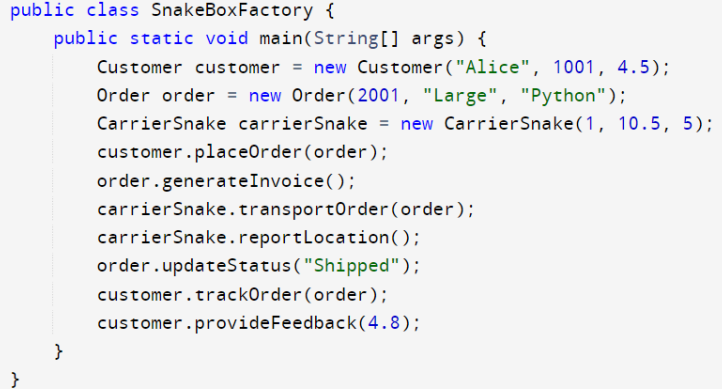 public class SnakeBoxFactory {
    public static void main(String[] args) {
        Customer customer = new Customer("Alice", 1001, 4.5);
        Order order = new Order(2001, "Large", "Python");
        CarrierSnake carrierSnake = new CarrierSnake(1, 10.5, 5);
        customer.placeOrder(order);
        order.generateInvoice();
        carrierSnake.transportOrder(order);
        carrierSnake.reportLocation();
        order.updateStatus("Shipped");
        customer.trackOrder(order);
        customer.provideFeedback(4.8);
    }
}